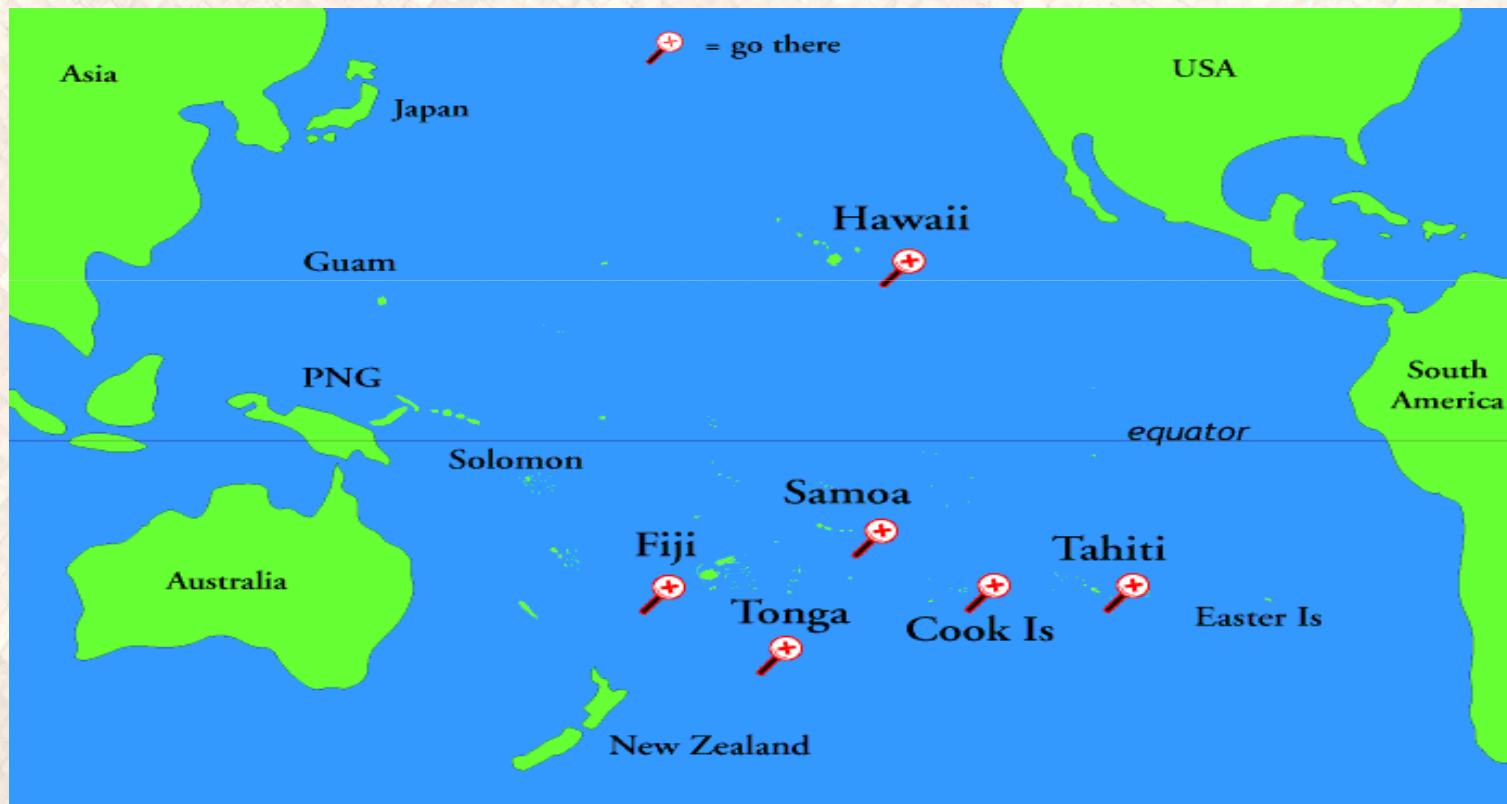 = go there
Asia
USA
Japan
Hawaii
Guam
PNG
South
America
equator
Solomon
Samoa
Fiji
Tahiti
Australia
Tonga
Cook Is
Easter Is
New Zealand